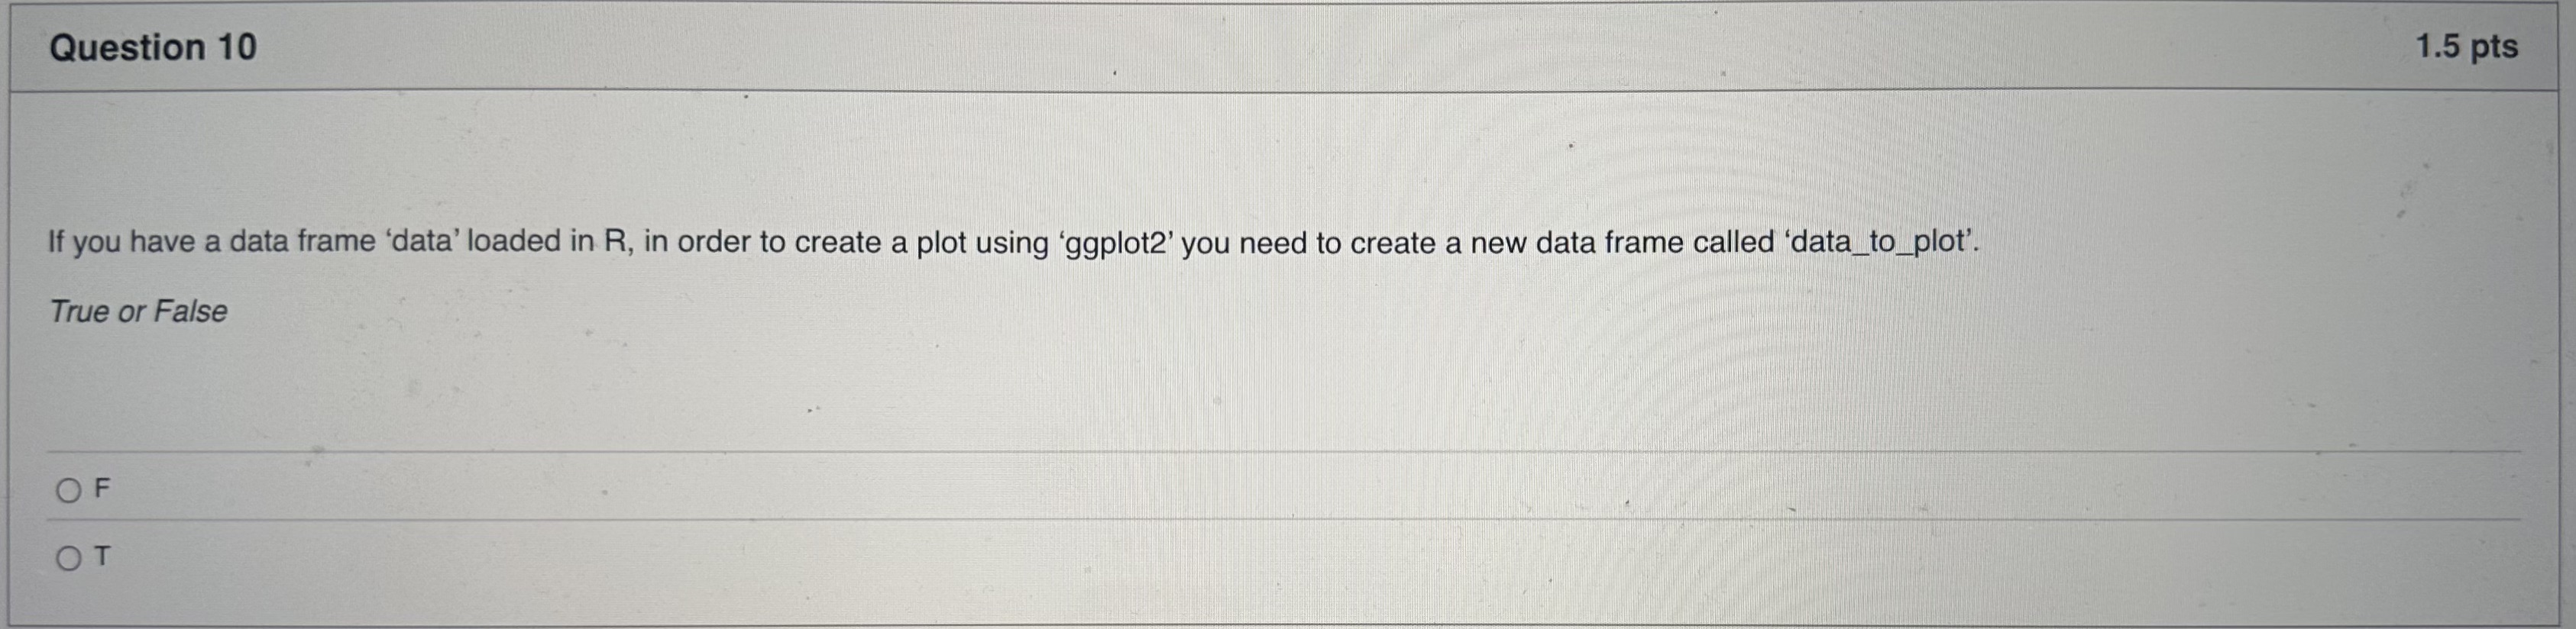 Question 10
1.5 pts
If you have a data frame ‘data’ loaded in R, in order to create a plot using ‘ggplot2’ you need to create a new data frame called ‘data_to_plot’.
True or False
F
T